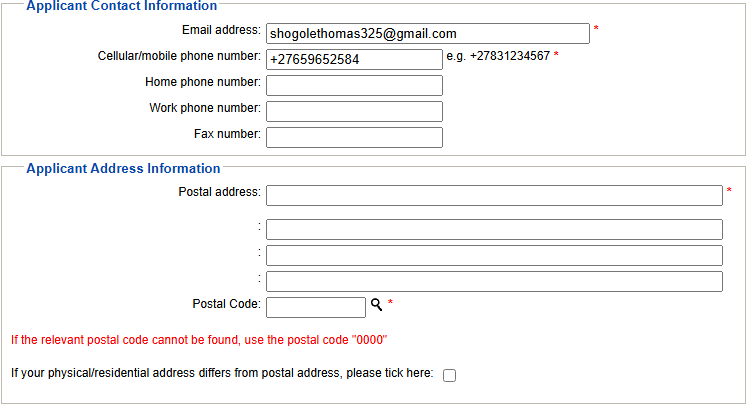 Applicant Contact Information
Email address: shogolethomas325@gmail.com *
Cellular/mobile phone number: +27659652584 e.g. +27831234567 *
Home phone number:
Work phone number:
Fax number:
Applicant Address Information
Postal address: *
:
:
:
Postal Code: *
If the relevant postal code cannot be found, use the postal code "0000"
If your physical/residential address differs from postal address, please tick here: